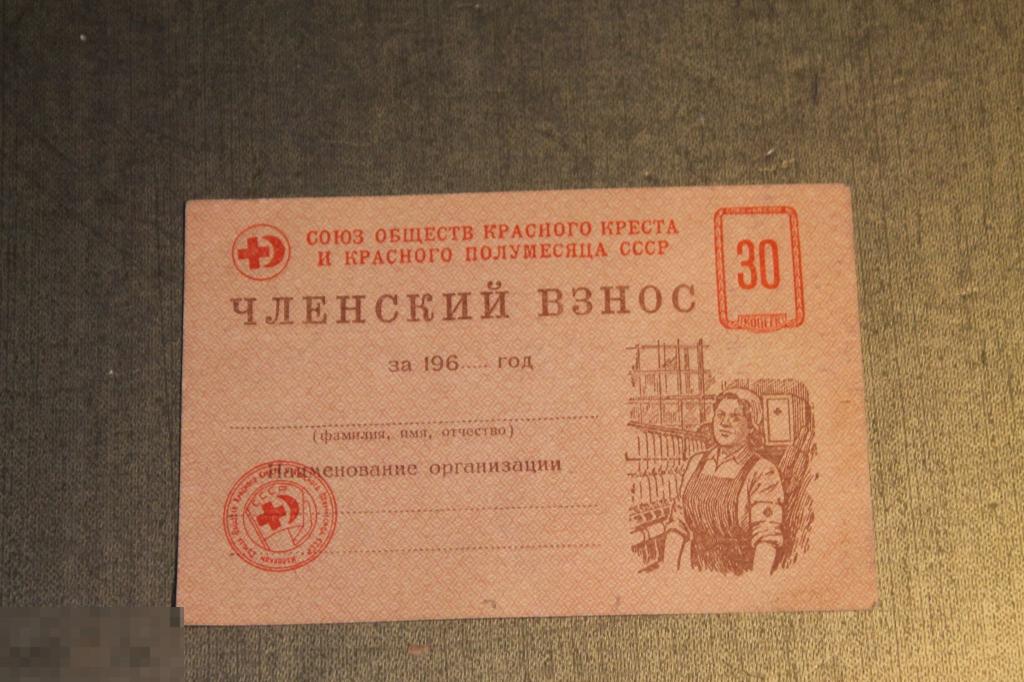 СОЮЗ ОБЩЕСТВ КРАСНОГО КРЕСТА
И КРАСНОГО ПОЛУМЕСЯЦА СССР
30
КОПЕЕК
ЧЛЕНСКИЙ ВЗНОС
за 196..... год
(фамилия, имя, отчество)
Наименование организации
СССР